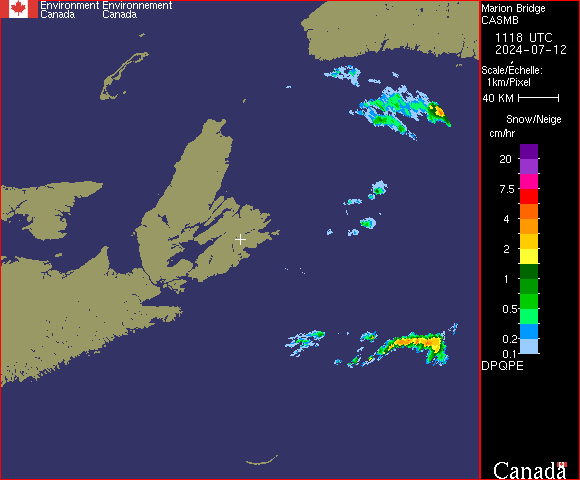 Environment Environnement
Canada Canada
Marion Bridge
CASMB
1118 UTC
2024-07-12
Scale/Échelle:
1km/Pixel
40 KM
Snow/Neige
cm/hr
20
7.5
4
2
1
0.5
0.2
0.1
DPQPE
Canada